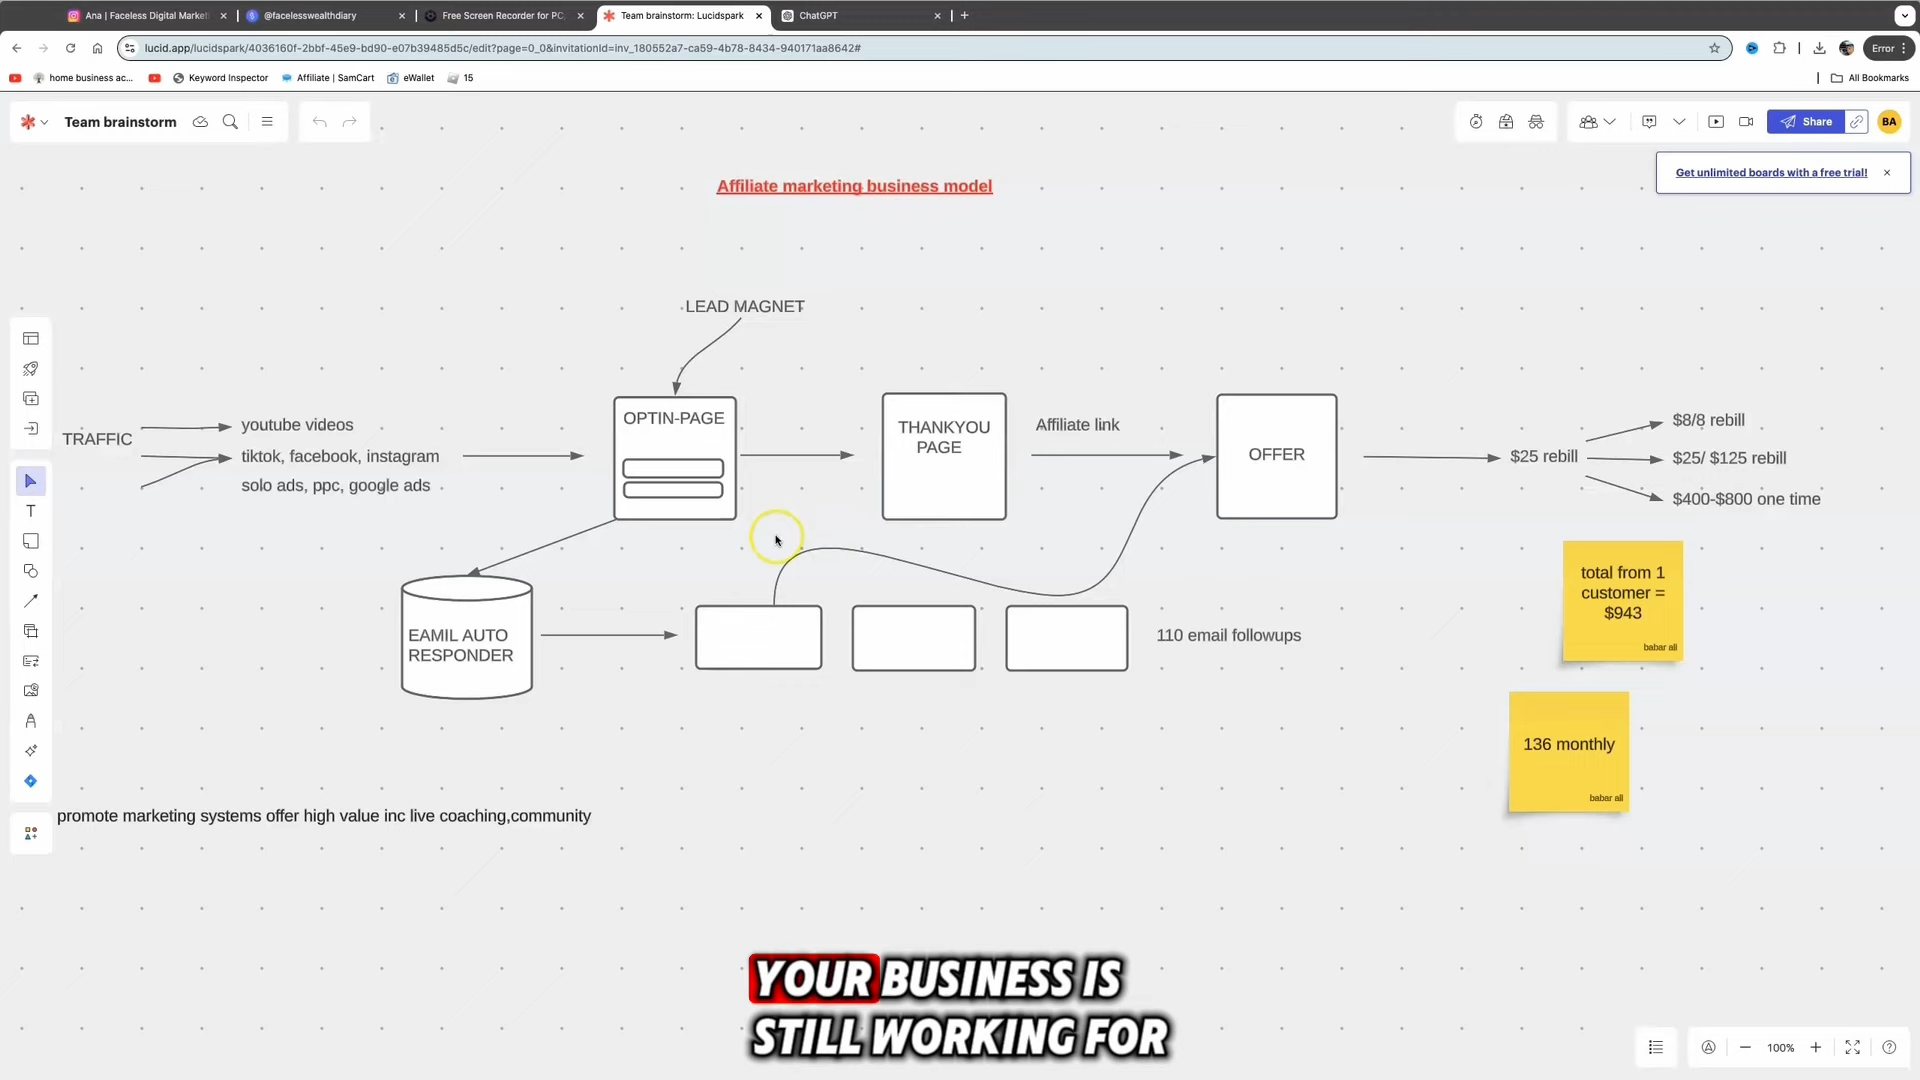 Ana | Faceless Digital Market
@facelesswealthdiary
Free Screen Recorder for PC,
Team brainstorm: Lucidspark
ChatGPT
lucid.app/lucidspark/4036160f-2bbf-45e9-bd90-e07b39485d5c/edit?page=0_0&invitationId=inv_180552a7-ca59-4b78-8434-940171aa8642#
Error
home business ac...
Keyword Inspector
Affiliate | SamCart
eWallet
15
All Bookmarks
Team brainstorm
Share
BA
Get unlimited boards with a free trial!
Affiliate marketing business model
LEAD MAGNET
TRAFFIC
youtube videos
tiktok, facebook, instagram
solo ads, ppc, google ads
OPTIN-PAGE
THANKYOU
PAGE
Affiliate link
OFFER
$25 rebill
$8/8 rebill
$25/ $125 rebill
$400-$800 one time
total from 1
customer =
$943
babar all
EAMIL AUTO
RESPONDER
110 email followups
136 monthly
babar all
promote marketing systems offer high value inc live coaching,community
YOUR BUSINESS IS
STILL WORKING FOR
100%